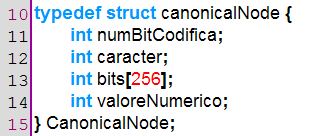 10 typedef struct canonicalNode {
11 int numBitCodifica;
12 int caracter;
13 int bits[256];
14 int valoreNumerico;
15 } CanonicalNode;